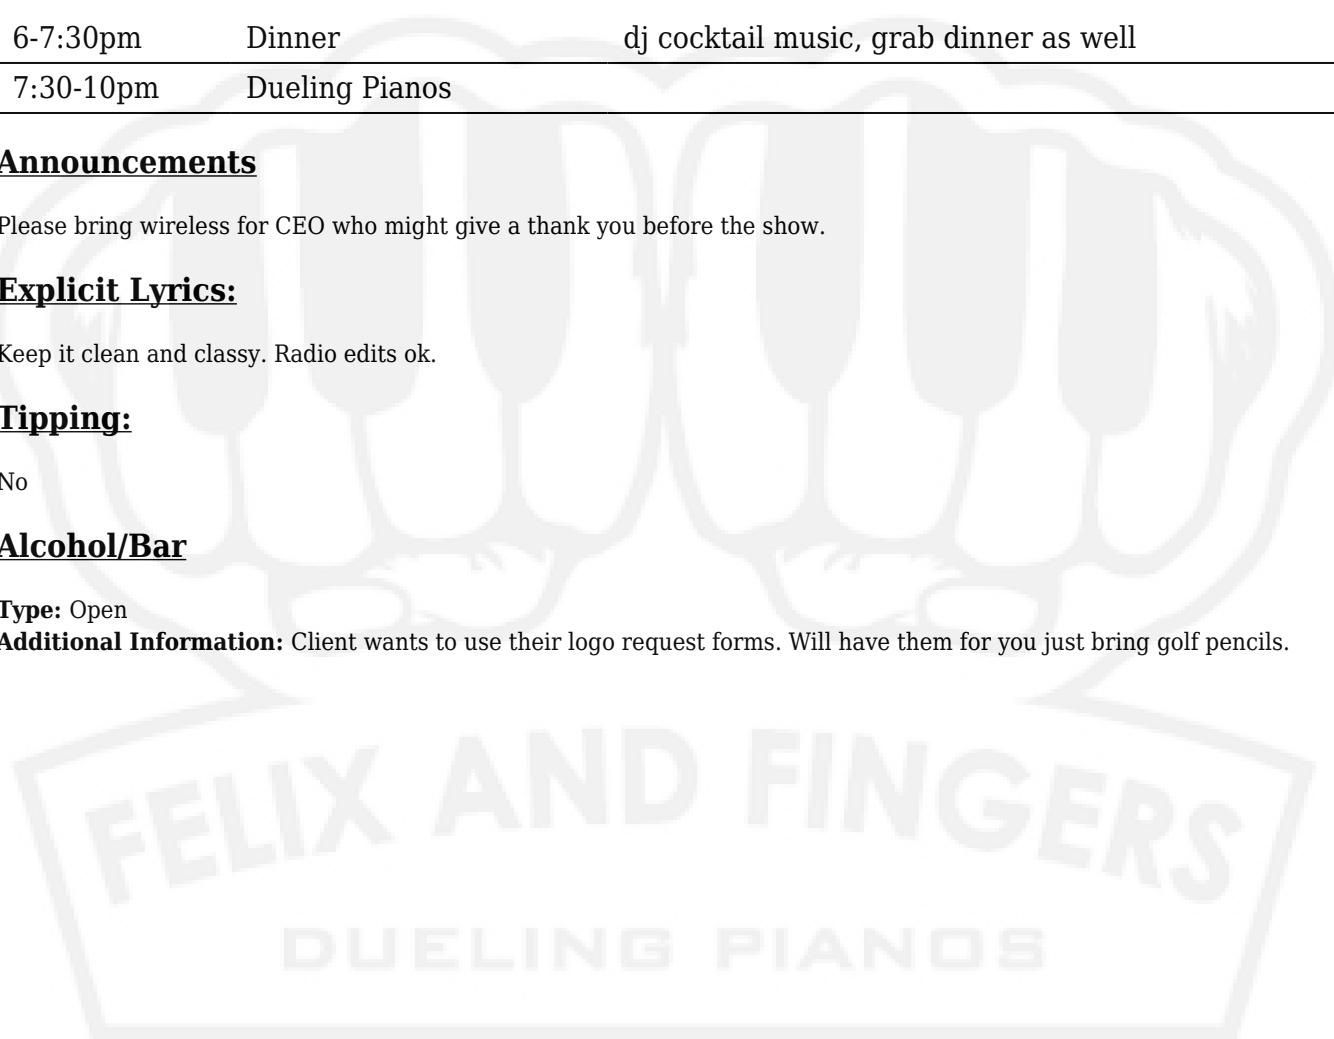 6-7:30pm Dinner dj cocktail music, grab dinner as well
7:30-10pm Dueling Pianos
Announcements
Please bring wireless for CEO who might give a thank you before the show.
Explicit Lyrics:
Keep it clean and classy. Radio edits ok.
Tipping:
No
Alcohol/Bar
Type: Open
Additional Information: Client wants to use their logo request forms. Will have them for you just bring golf pencils.
FELIX AND FINGERS
DUELING PIANOS